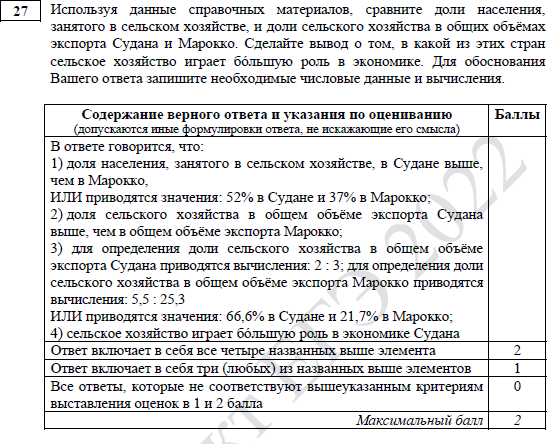 27
Используя данные справочных материалов, сравните доли населения,
занятого в сельском хозяйстве, и доли сельского хозяйства в общих объёмах
экспорта Судана и Марокко. Сделайте вывод о том, в какой из этих стран
сельское хозяйство играет бо́льшую роль в экономике. Для обоснования
Вашего ответа запишите необходимые числовые данные и вычисления.
Содержание верного ответа и указания по оцениванию Баллы
(допускаются иные формулировки ответа, не искажающие его смысла)
В ответе говорится, что:
1) доля населения, занятого в сельском хозяйстве, в Судане выше,
чем в Марокко,
ИЛИ приводятся значения: 52% в Судане и 37% в Марокко;
2) доля сельского хозяйства в общем объёме экспорта Судана
выше, чем в общем объёме экспорта Марокко;
3) для определения доли сельского хозяйства в общем объёме
экспорта Судана приводятся вычисления: 2 : 3; для определения доли
сельского хозяйства в общем объёме экспорта Марокко приводятся
вычисления: 5,5 : 25,3
ИЛИ приводятся значения: 66,6% в Судане и 21,7% в Марокко;
4) сельское хозяйство играет бо́льшую роль в экономике Судана
Ответ включает в себя все четыре названных выше элемента 2
Ответ включает в себя три (любых) из названных выше элементов 1
Все ответы, которые не соответствуют вышеуказанным критериям 0
выставления оценок в 1 и 2 балла
Максимальный балл 2
ЕГЭ 2022